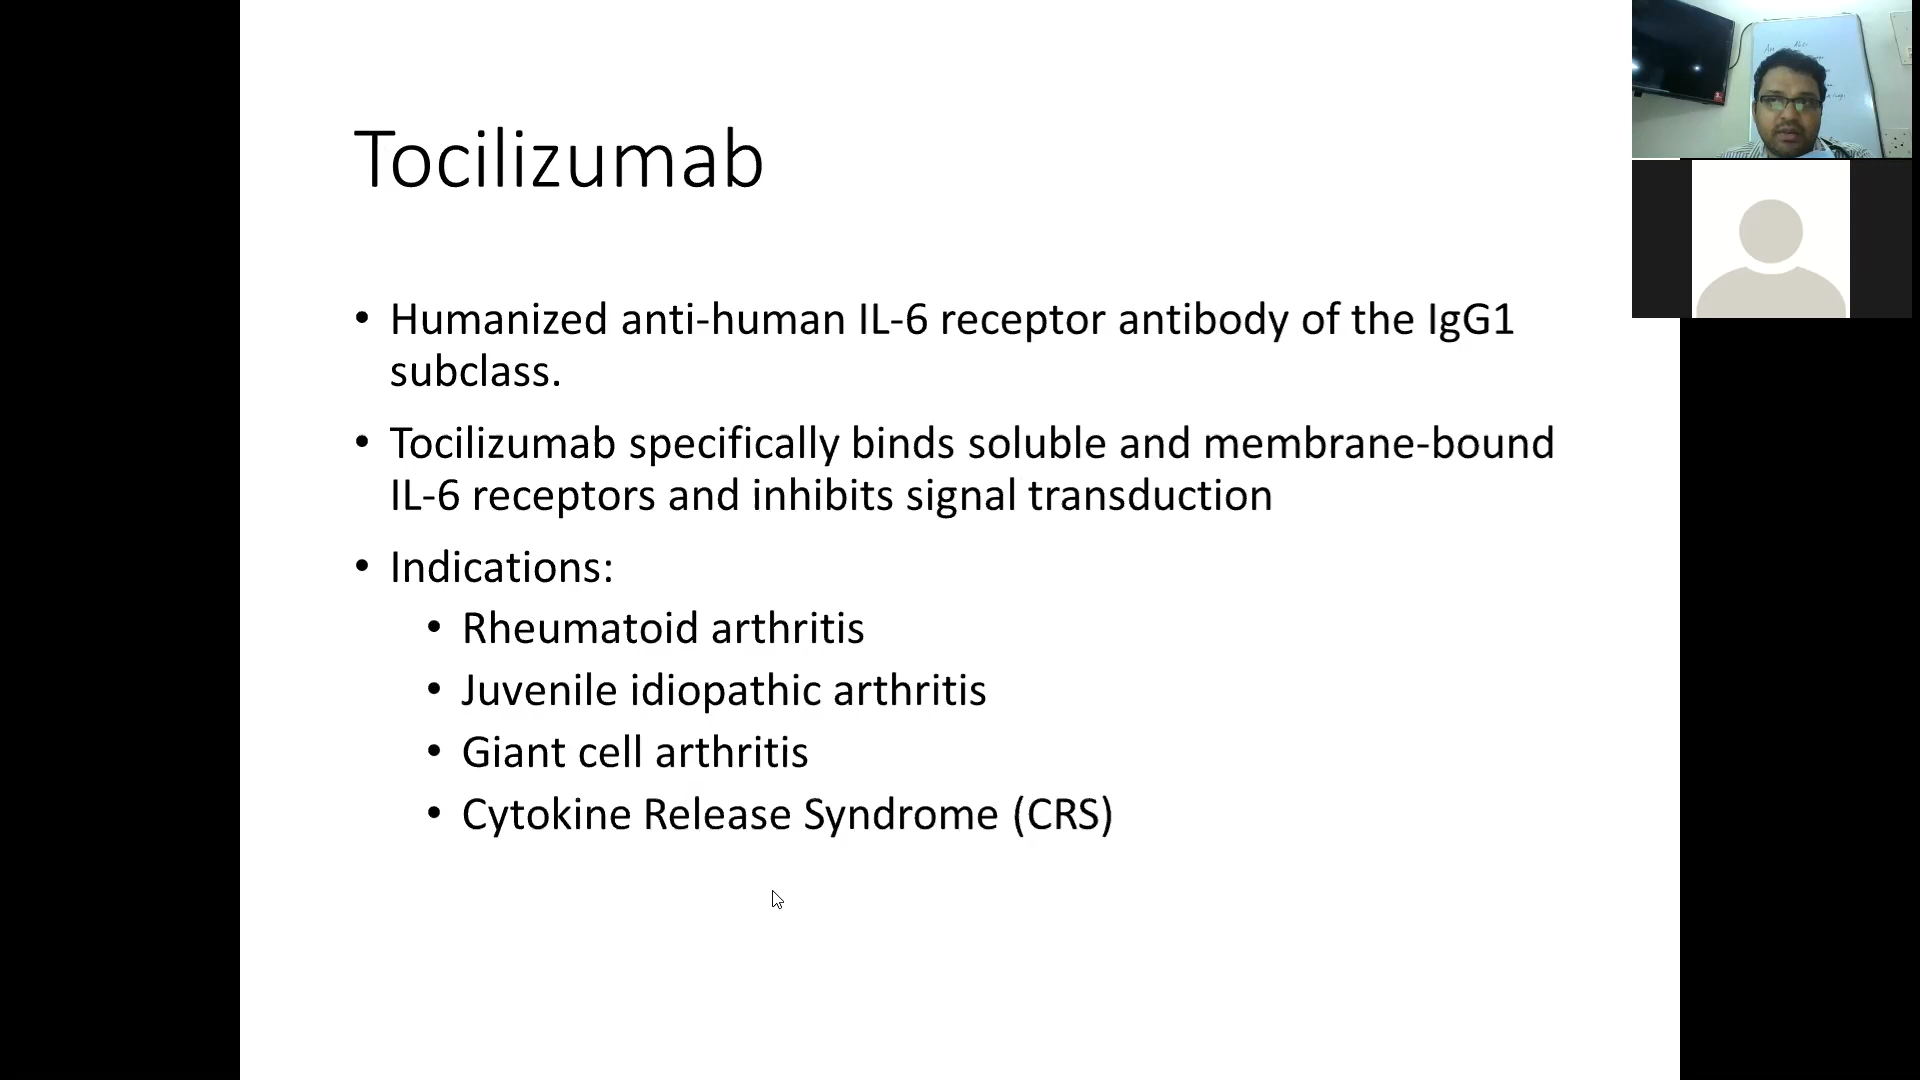 Tocilizumab
• Humanized anti-human IL-6 receptor antibody of the IgG1
subclass.
• Tocilizumab specifically binds soluble and membrane-bound
IL-6 receptors and inhibits signal transduction
• Indications:
• Rheumatoid arthritis
• Juvenile idiopathic arthritis
• Giant cell arthritis
• Cytokine Release Syndrome (CRS)